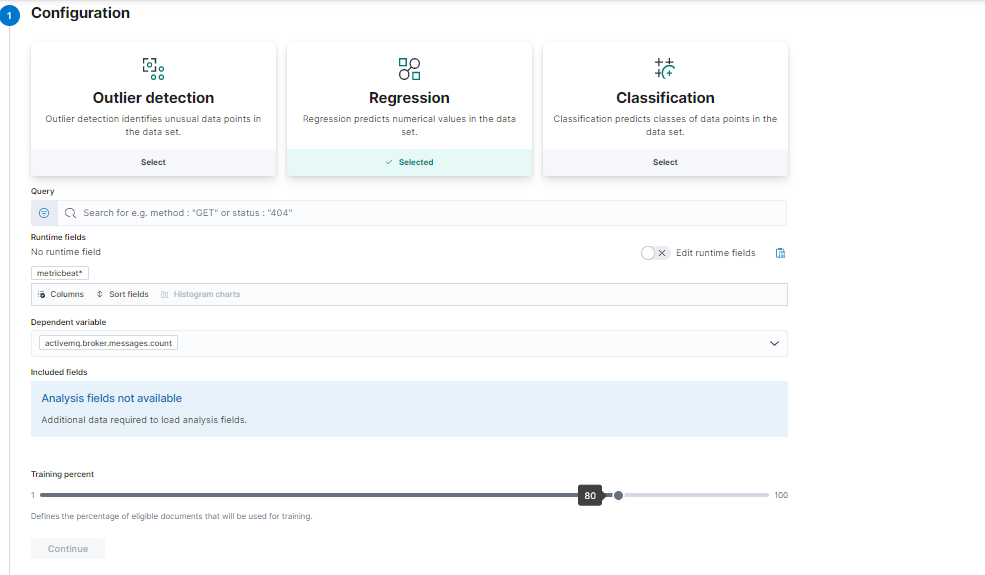 1
Configuration
Outlier detection
Outlier detection identifies unusual data points in
the data set.
Select
Regression
Regression predicts numerical values in the data
set.
Selected
Classification
Classification predicts classes of data points in the
data set.
Select
Query
Search for e.g. method : "GET" or status : "404"
Runtime fields
No runtime field
Edit runtime fields
metricbeat*
Columns Sort fields Histogram charts
Dependent variable
activemq.broker.messages.count
Included fields
Analysis fields not available
Additional data required to load analysis fields.
Training percent
1 80 100
Defines the percentage of eligible documents that will be used for training.
Continue